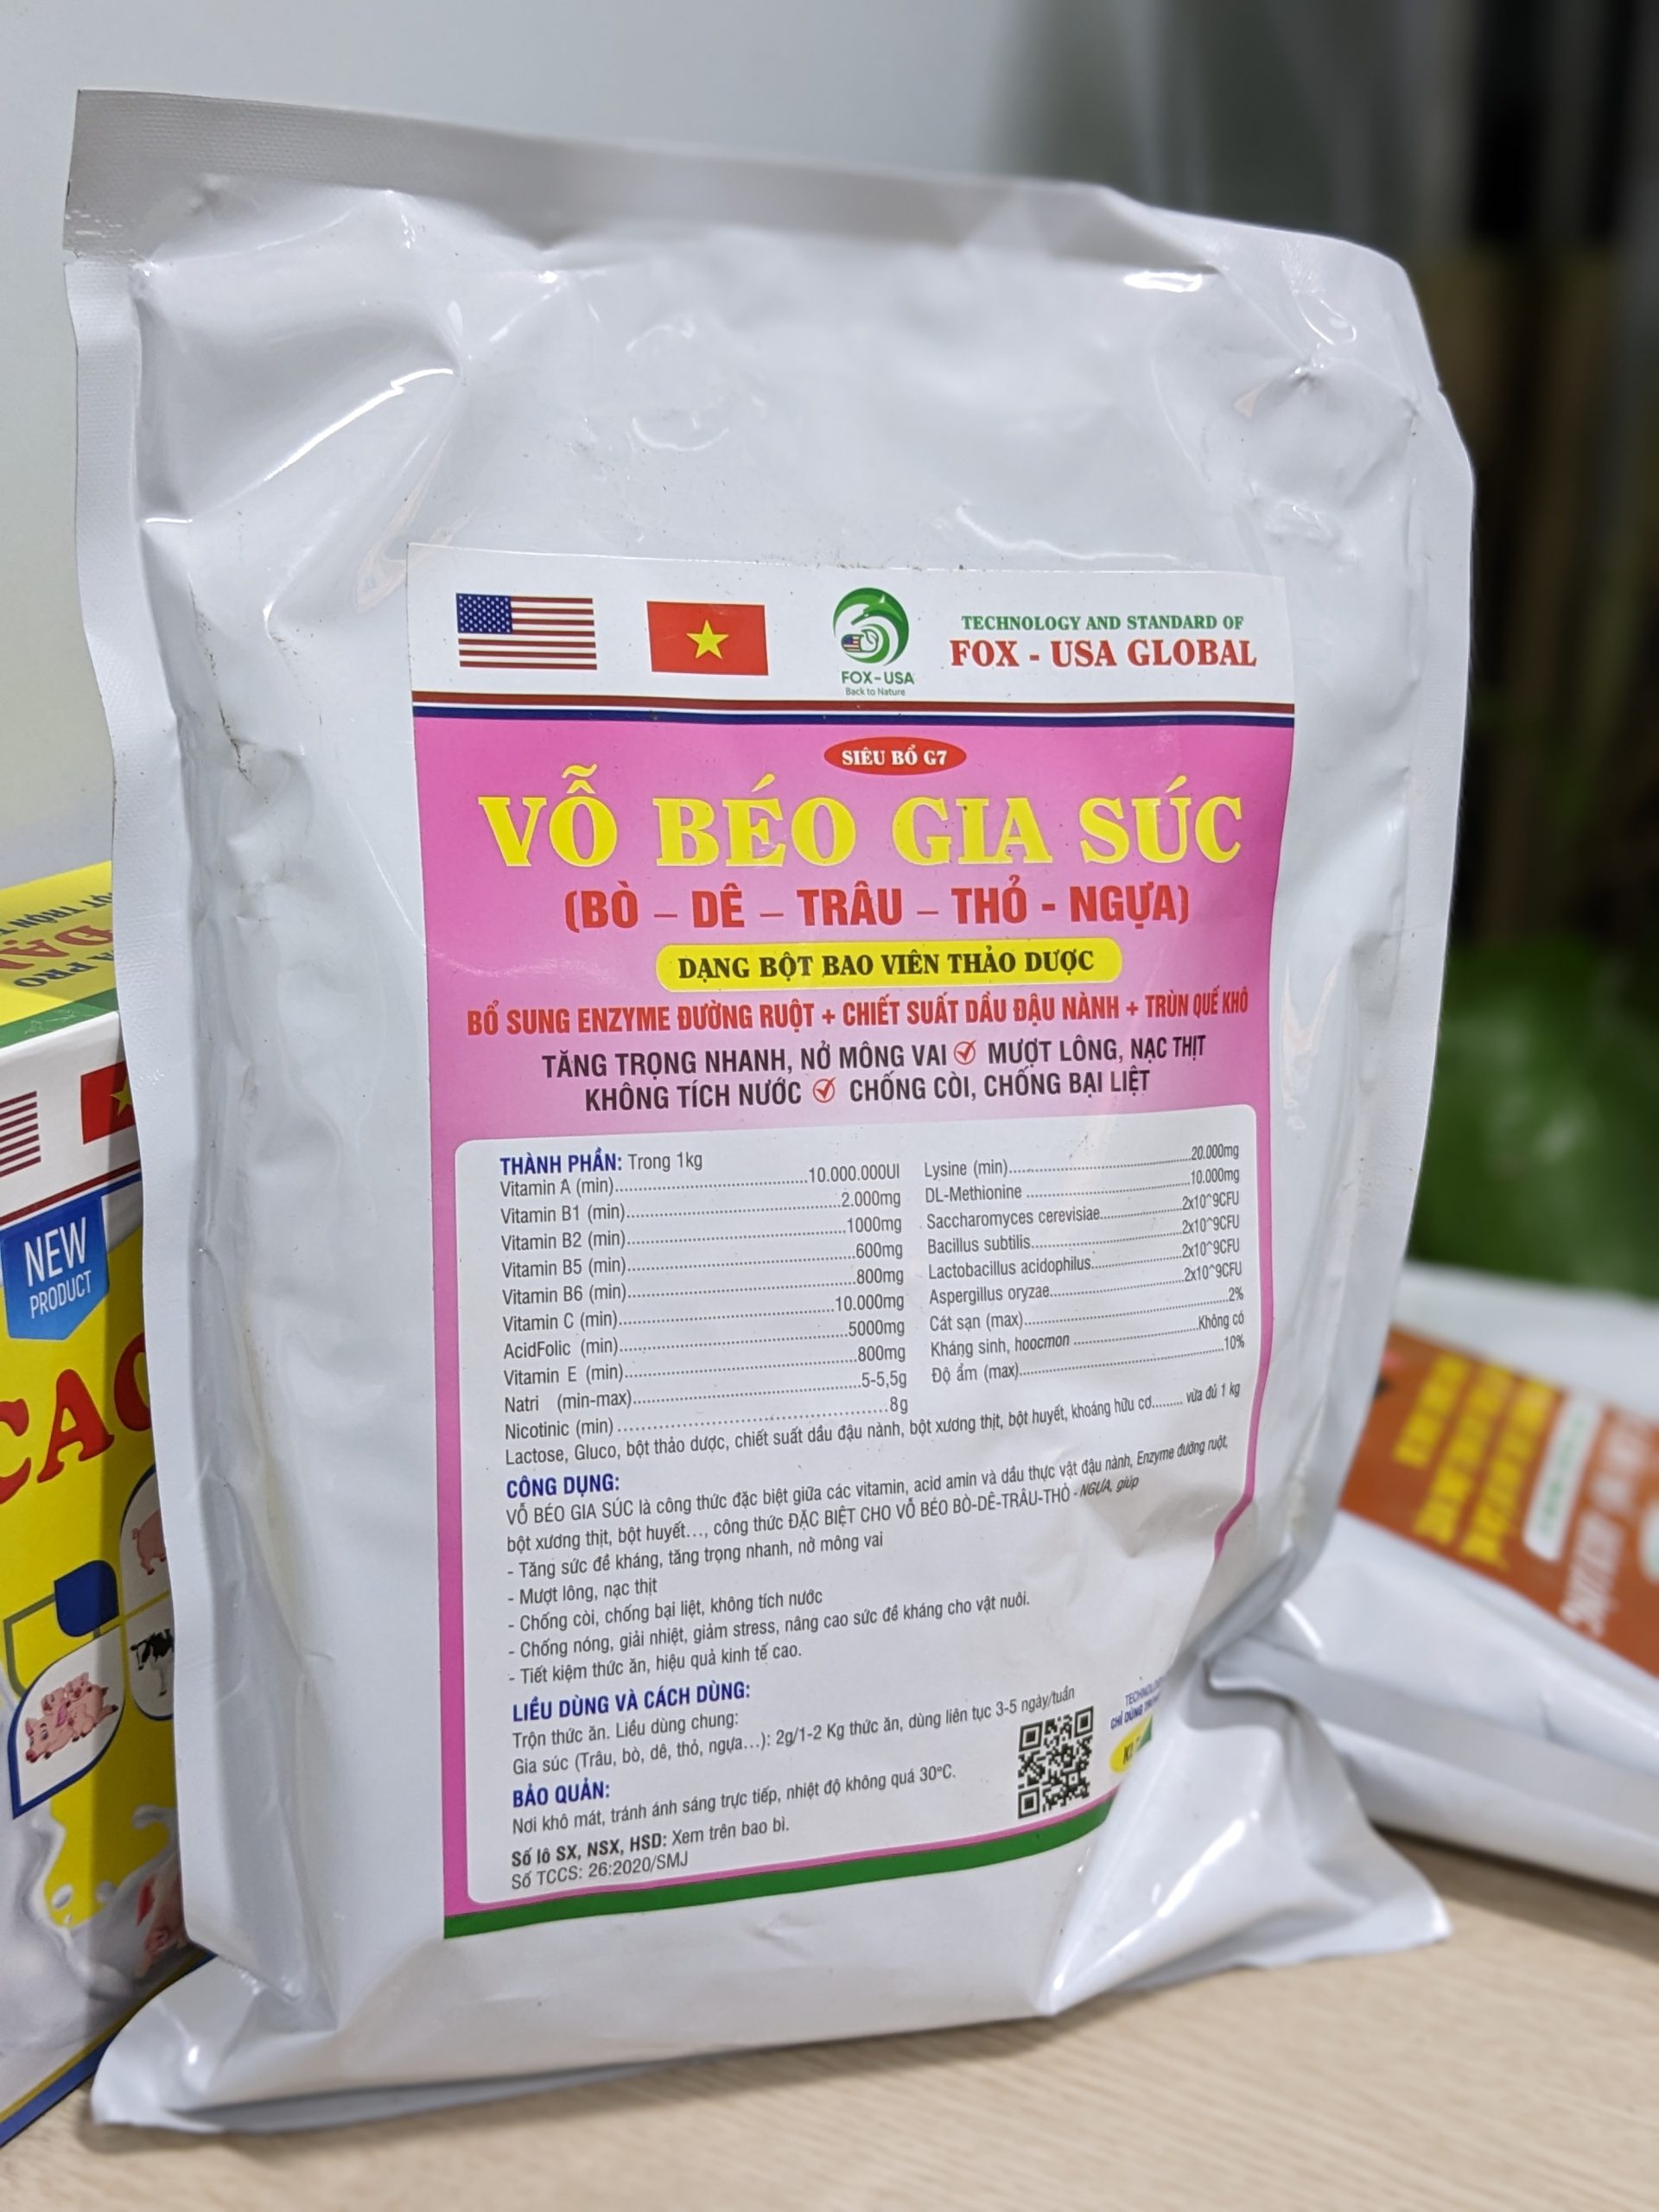 TECHNOLOGY AND STANDARD OF
FOX - USA GLOBAL
FOX-USA
Back to Nature
SIÊU BỔ G7
VỖ BÉO GIA SÚC
(BÒ – DÊ – TRÂU – THỎ - NGỰA)
DẠNG BỘT BAO VIÊN THẢO DƯỢC
BỔ SUNG ENZYME ĐƯỜNG RUỘT + CHIẾT SUẤT DẦU ĐẬU NÀNH + TRÙN QUẾ KHÔ
TĂNG TRỌNG NHANH, NỞ MÔNG VAI MƯỢT LÔNG, NẠC THỊT
KHÔNG TÍCH NƯỚC CHỐNG CÒI, CHỐNG BẠI LIỆT
THÀNH PHẦN: Trong 1kg
Vitamin A (min)..........10.000.000UI
Vitamin B1 (min)..........2.000mg
Vitamin B2 (min)..........1000mg
Vitamin B5 (min)..........600mg
Vitamin B6 (min)..........800mg
Vitamin C (min)..........10.000mg
AcidFolic (min)..........5000mg
Vitamin E (min)..........800mg
Natri (min-max)..........5-5,5g
Nicotinic (min)..........8g
Lysine (min)..........20.000mg
DL-Methionine..........10.000mg
Saccharomyces cerevisiae..........2x10^9CFU
Bacillus subtilis..........2x10^9CFU
Lactobacillus acidophilus..........2x10^9CFU
Aspergillus oryzae..........2x10^9CFU
Cát sạn (max)..........2%
Kháng sinh, hoocmon..........Không có
Độ ẩm (max)..........10%
Lactose, Gluco, bột thảo dược, chiết suất dầu đậu nành, bột xương thịt, bột huyết, khoáng hữu cơ......... vừa đủ 1 kg
CÔNG DỤNG:
VỖ BÉO GIA SÚC là công thức đặc biệt giữa các vitamin, acid amin và dầu thực vật đậu nành, Enzyme đường ruột,
bột xương thịt, bột huyết..., công thức ĐẶC BIỆT CHO VỖ BÉO BÒ-DÊ-TRÂU-THỎ - NGỰA, giúp
- Tăng sức đề kháng, tăng trọng nhanh, nở mông vai
- Mượt lông, nạc thịt
- Chống còi, chống bại liệt, không tích nước
- Chống nóng, giải nhiệt, giảm stress, nâng cao sức đề kháng cho vật nuôi.
- Tiết kiệm thức ăn, hiệu quả kinh tế cao.
LIỀU DÙNG VÀ CÁCH DÙNG:
Trộn thức ăn. Liều dùng chung:
Gia súc (Trâu, bò, dê, thỏ, ngựa...): 2g/1-2 Kg thức ăn, dùng liên tục 3-5 ngày/tuần
BẢO QUẢN:
Nơi khô mát, tránh ánh sáng trực tiếp, nhiệt độ không quá 30°C.
Số lô SX, NSX, HSD: Xem trên bao bì.
Số TCCS: 26:2020/SMJ
CHỈ DÙNG
PRO
NEW
PRODUCT